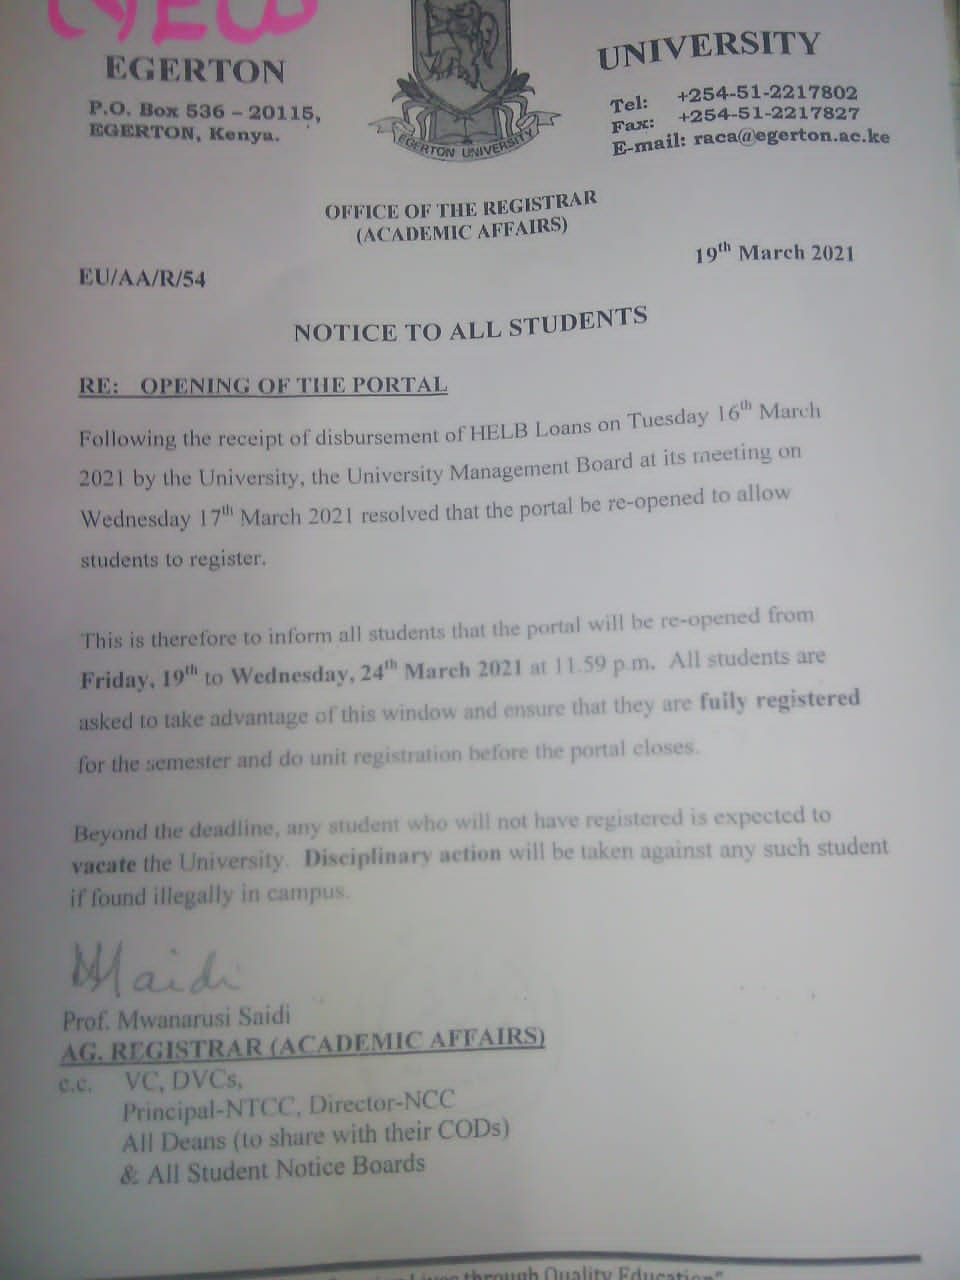 NEW
EGERTON
UNIVERSITY
P.O. Box 536 – 20115,
EGERTON, Kenya.
EGERTON UNIVERSITY
Tel: +254-51-2217802
Fax: +254-51-2217827
E-mail: raca@egerton.ac.ke
OFFICE OF THE REGISTRAR
(ACADEMIC AFFAIRS)
19th March 2021
EU/AA/R/54
NOTICE TO ALL STUDENTS
RE: OPENING OF THE PORTAL
Following the receipt of disbursement of HELB Loans on Tuesday 16th March
2021 by the University, the University Management Board at its meeting on
Wednesday 17th March 2021 resolved that the portal be re-opened to allow
students to register.
This is therefore to inform all students that the portal will be re-opened from
Friday, 19th to Wednesday, 24th March 2021 at 11.59 p.m. All students are
asked to take advantage of this window and ensure that they are fully registered
for the semester and do unit registration before the portal closes.
Beyond the deadline, any student who will not have registered is expected to
vacate the University. Disciplinary action will be taken against any such student
if found illegally in campus.
Saidi
Prof. Mwanarusi Saidi
AG. REGISTRAR (ACADEMIC AFFAIRS)
c.c. VC, DVCs,
Principal-NTCC, Director-NCC
All Deans (to share with their CODs)
& All Student Notice Boards
through Quality Education"